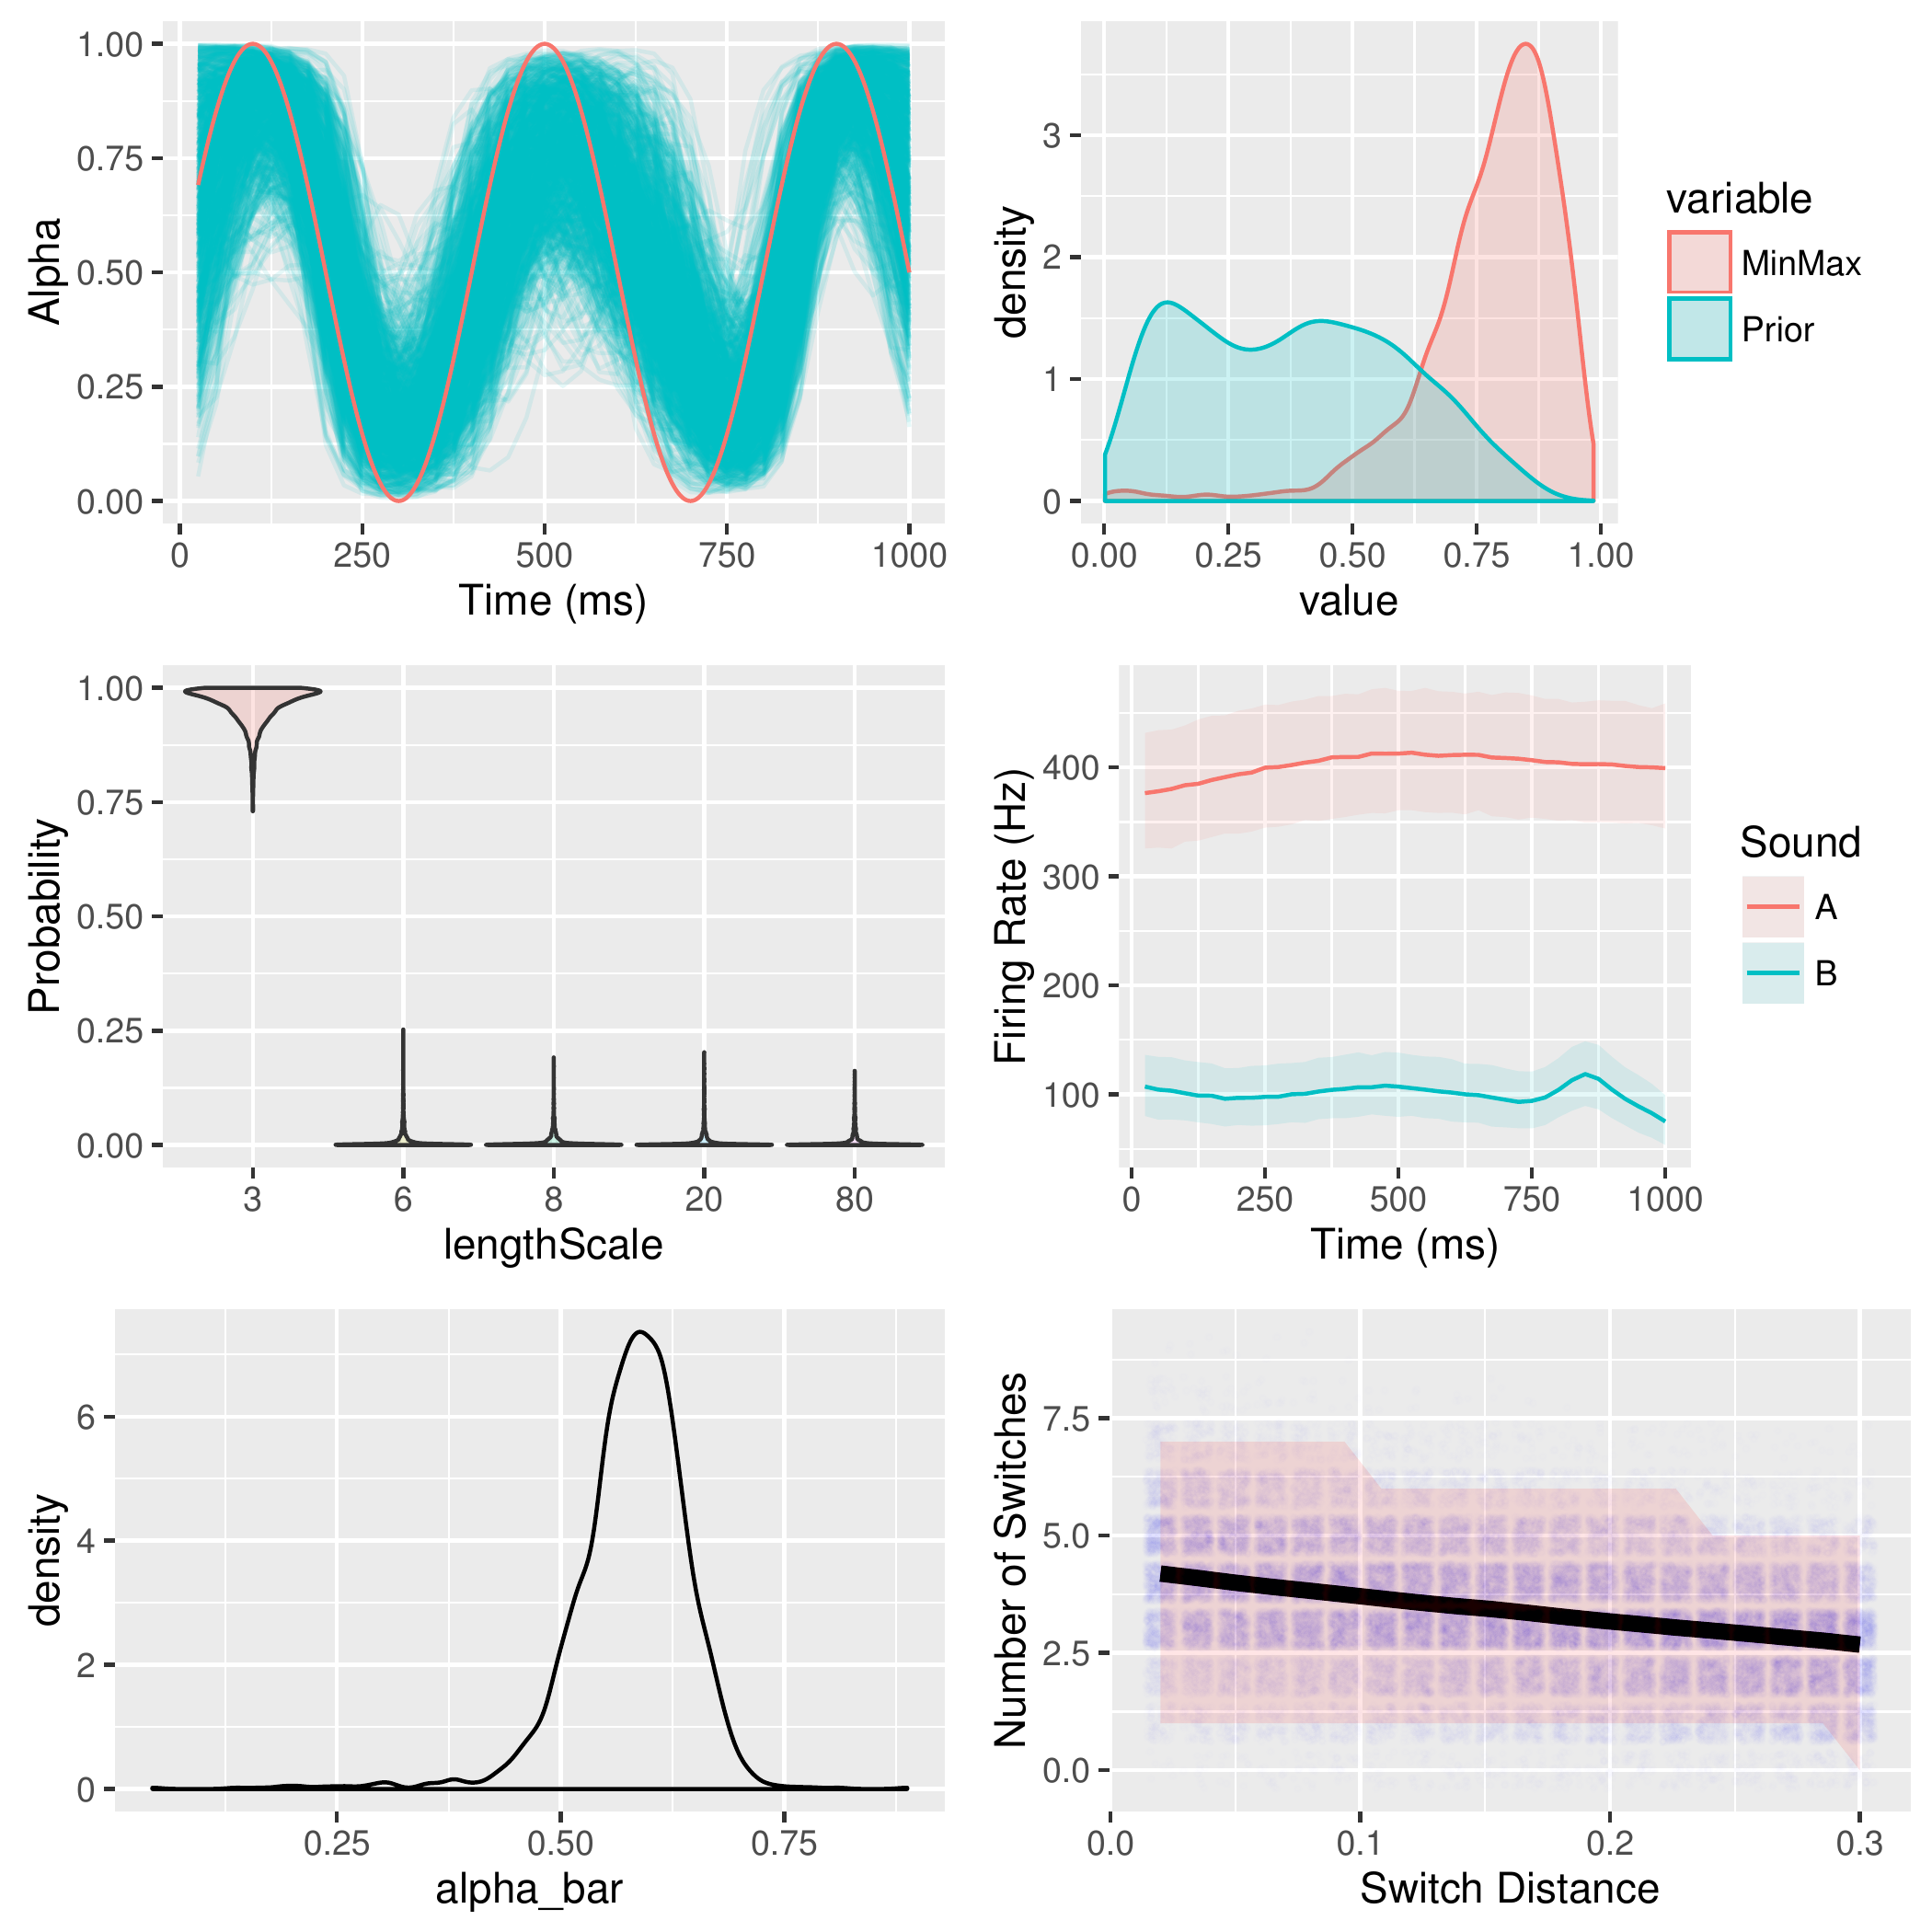 1.00
0.75
0.50
0.25
0.00
Alpha
0 250 500 750 1000
Time (ms)
3
2
1
0
density
0.00 0.25 0.50 0.75 1.00
value
variable
MinMax
Prior
1.00
0.75
0.50
0.25
0.00
Probability
3 6 8 20 80
lengthScale
400
300
200
100
Firing Rate (Hz)
0 250 500 750 1000
Time (ms)
Sound
A
B
6
4
2
0
density
0.25 0.50 0.75
alpha_bar
7.5
5.0
2.5
0.0
Number of Switches
0.0 0.1 0.2 0.3
Switch Distance